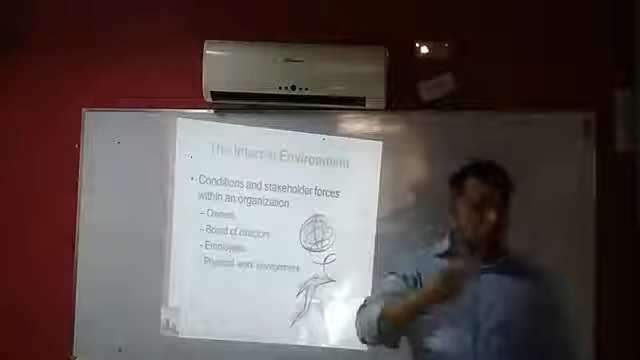 The Internal Environment
• Conditions and stakeholder forces
within an organization
– Owners
– Board of directors
– Employees
– Physical work environment